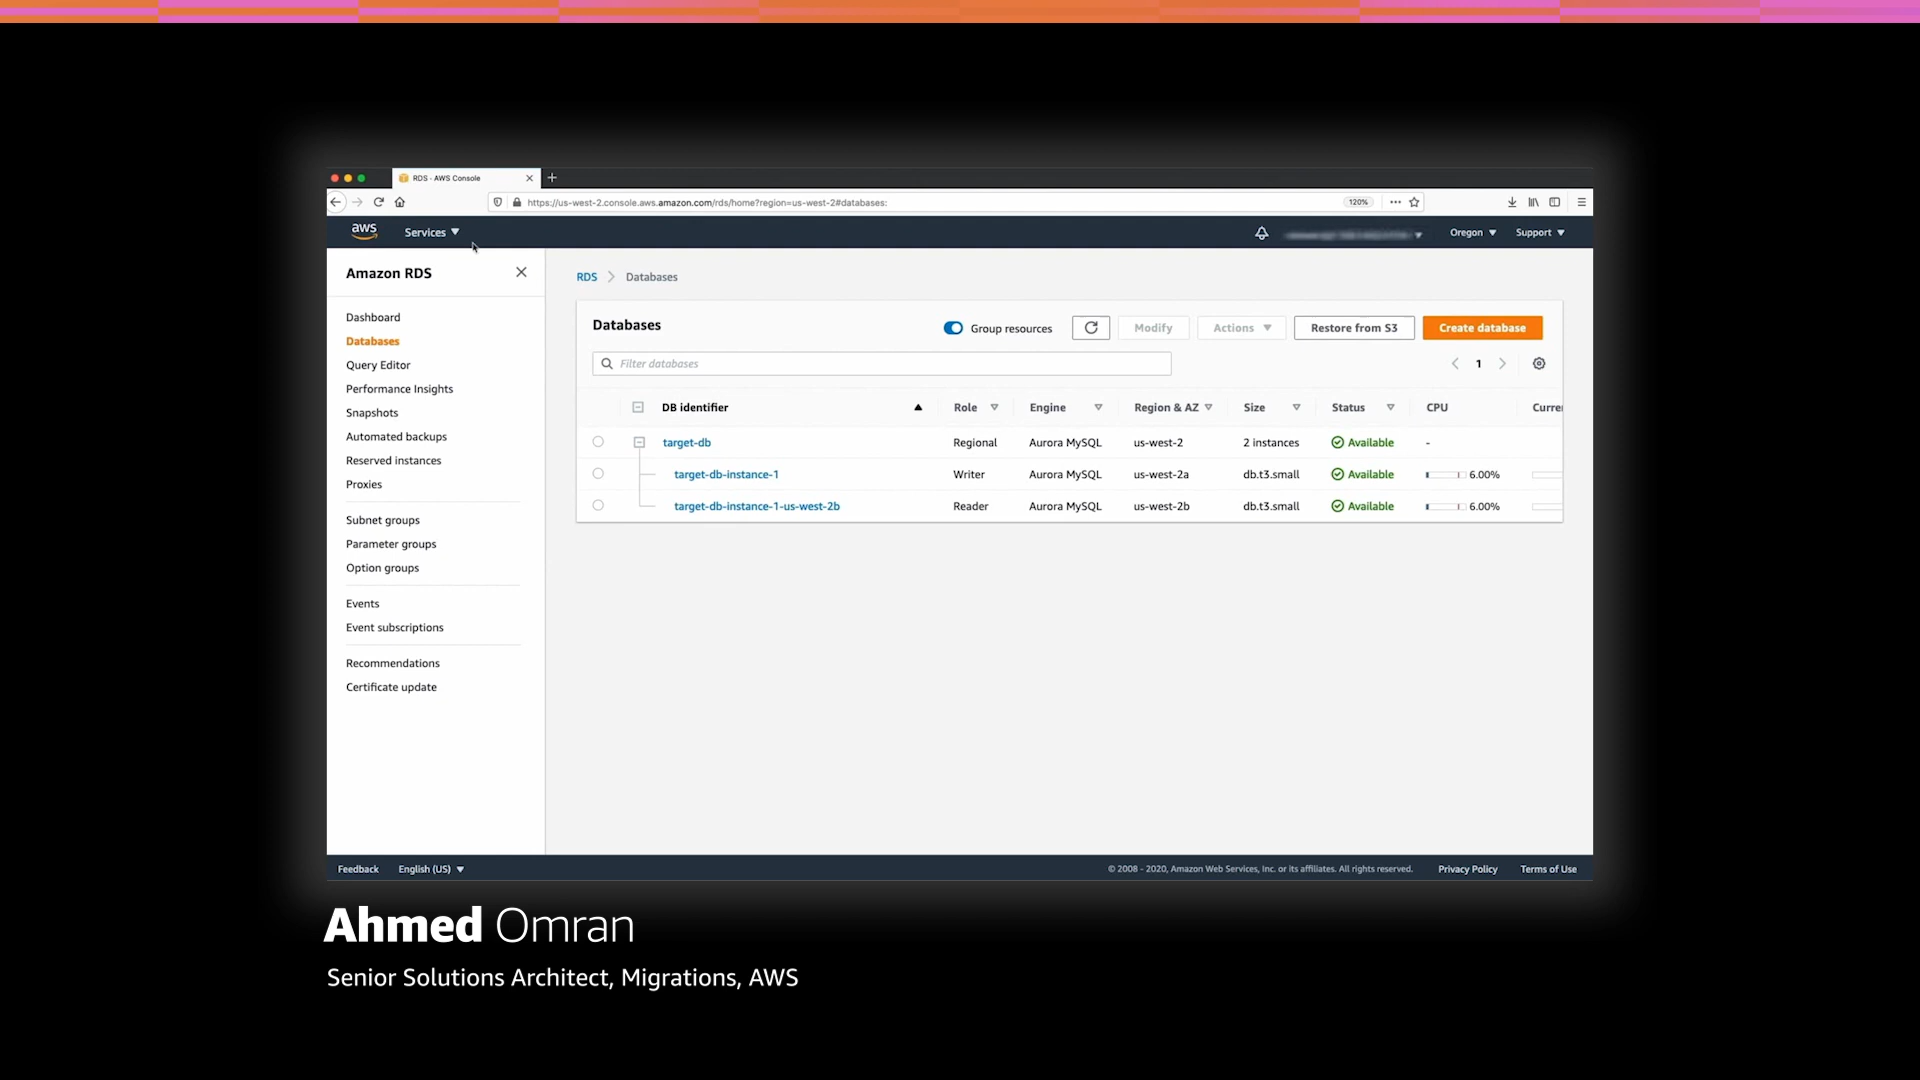 RDS - AWS Console
https://us-west-2.console.aws.amazon.com/rds/home?region=us-west-2#databases:
120%
aws
Services
Oregon
Support
Amazon RDS
Dashboard
Databases
Query Editor
Performance Insights
Snapshots
Automated backups
Reserved instances
Proxies
Subnet groups
Parameter groups
Option groups
Events
Event subscriptions
Recommendations
Certificate update
RDS > Databases
Databases
Group resources
Modify
Actions
Restore from S3
Create database
Filter databases
1
DB identifier Role Engine Region & AZ Size Status CPU Curre
target-db Regional Aurora MySQL us-west-2 2 instances Available -
target-db-instance-1 Writer Aurora MySQL us-west-2a db.t3.small Available 6.00%
target-db-instance-1-us-west-2b Reader Aurora MySQL us-west-2b db.t3.small Available 6.00%
Feedback English (US) © 2008 - 2020, Amazon Web Services, Inc. or its affiliates. All rights reserved. Privacy Policy Terms of Use
Ahmed Omran
Senior Solutions Architect, Migrations, AWS